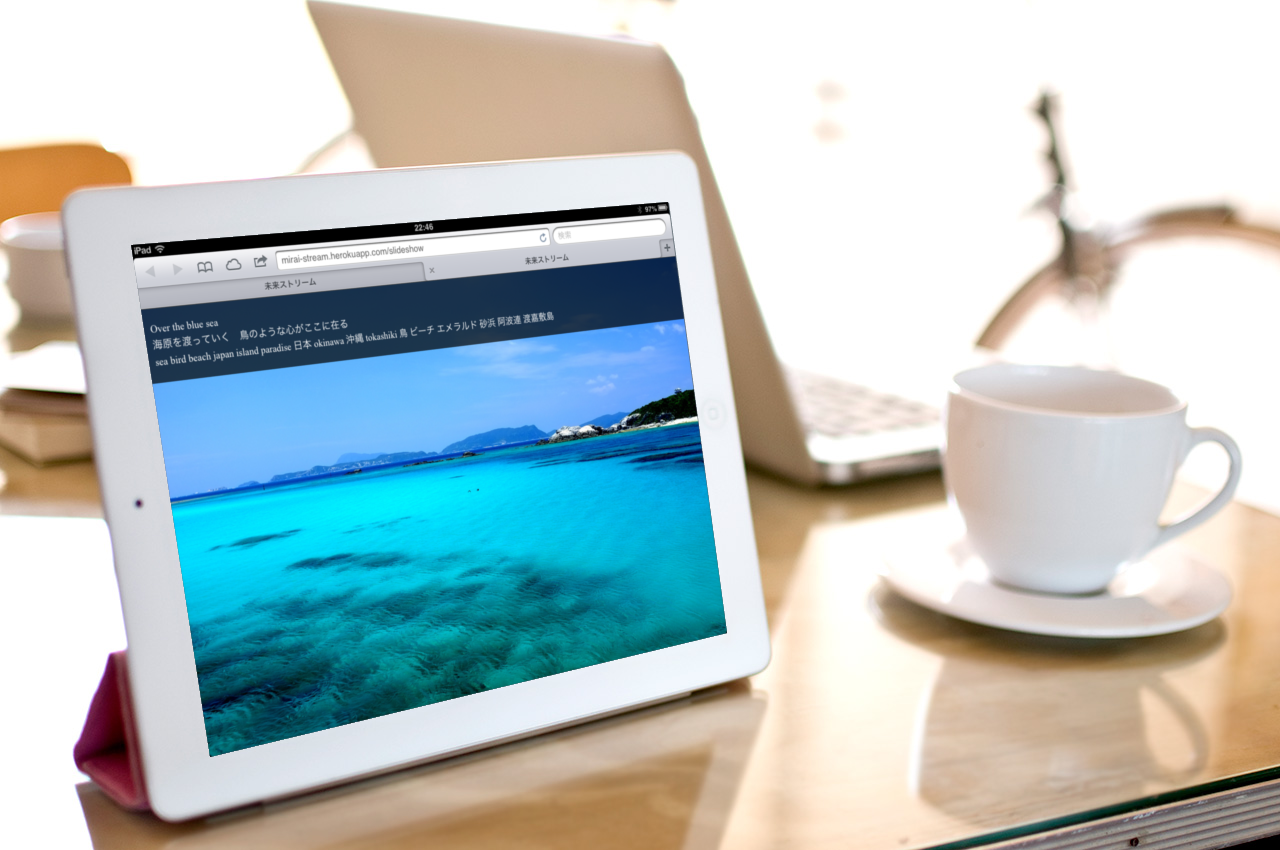 iPad 22:46 97%
mirai-stream.herokuapp.com/slideshow 検索
未来ストリーム × 未来ストリーム +
Over the blue sea
海原を渡っていく 鳥のような心がここに在る
sea bird beach japan island paradise 日本 okinawa 沖縄 tokashiki 鳥 ビーチ エメラルド 砂浜 阿波連 渡嘉敷島